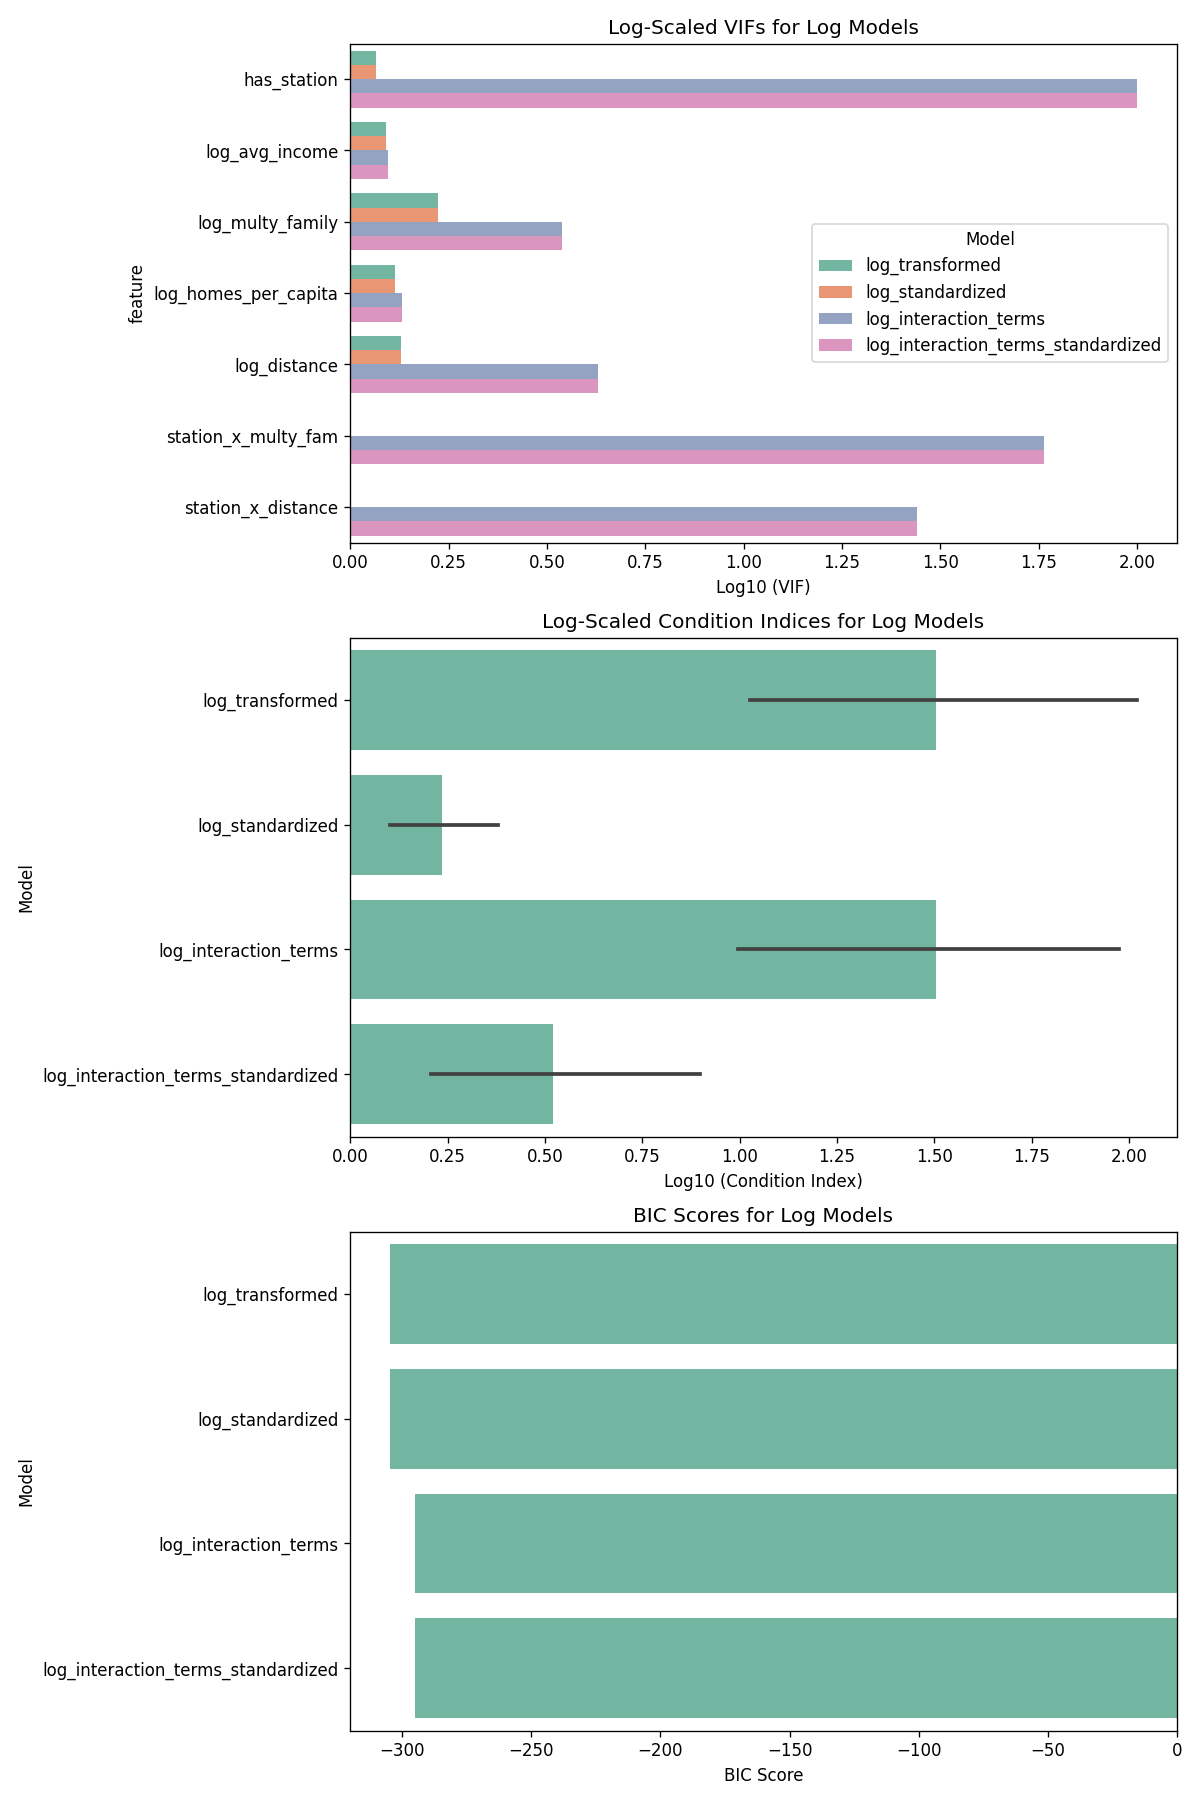 Log-Scaled VIFs for Log Models
has_station
log_avg_income
log_multy_family
log_homes_per_capita
log_distance
station_x_multy_fam
station_x_distance
feature
Model
log_transformed
log_standardized
log_interaction_terms
log_interaction_terms_standardized
0.00 0.25 0.50 0.75 1.00 1.25 1.50 1.75 2.00
Log10 (VIF)
Log-Scaled Condition Indices for Log Models
log_transformed
log_standardized
log_interaction_terms
log_interaction_terms_standardized
Model
0.00 0.25 0.50 0.75 1.00 1.25 1.50 1.75 2.00
Log10 (Condition Index)
BIC Scores for Log Models
log_transformed
log_standardized
log_interaction_terms
log_interaction_terms_standardized
Model
−300 −250 −200 −150 −100 −50 0
BIC Score